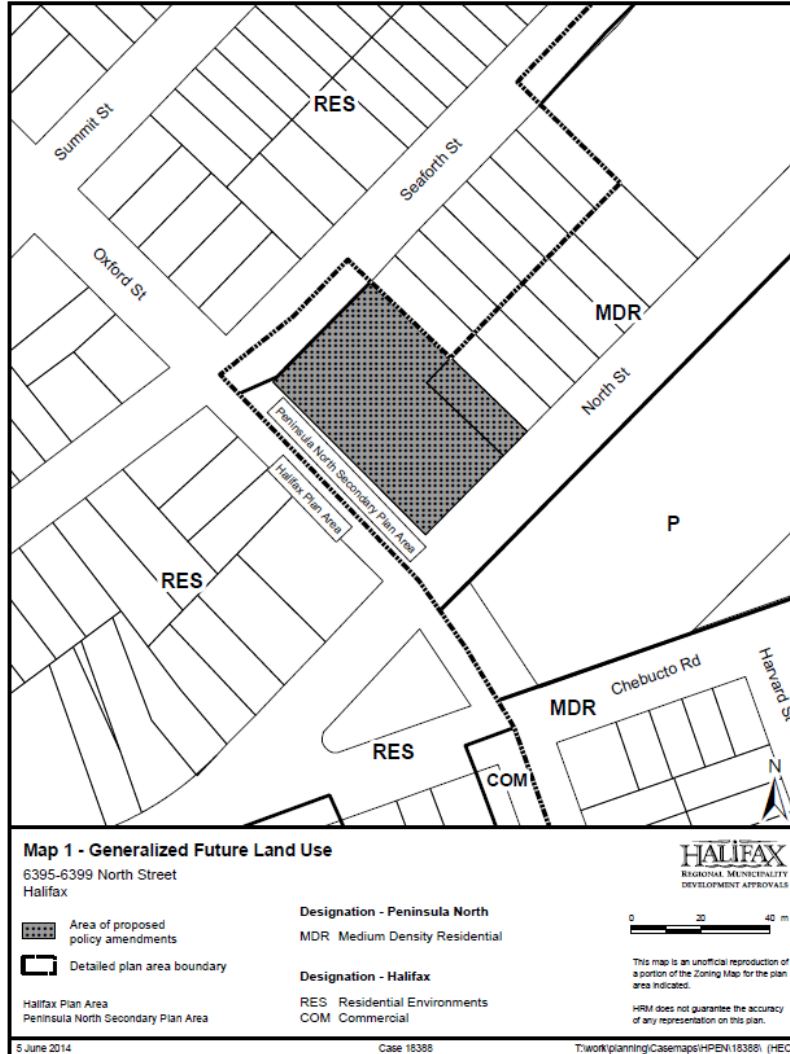 Summit St
RES
Seaforth St
Oxford St
MDR
North St
Peninsula North Secondary Plan Area
Halifax Plan Area
P
RES
Chebucto Rd
Harvard St
MDR
RES
COM
N
Map 1 - Generalized Future Land Use
6395-6399 North Street
Halifax
Area of proposed
policy amendments
Detailed plan area boundary
Halifax Plan Area
Peninsula North Secondary Plan Area
Designation - Peninsula North
MDR Medium Density Residential
Designation - Halifax
RES Residential Environments
COM Commercial
HALIFAX
REGIONAL MUNICIPALITY
DEVELOPMENT APPROVALS
0 20 40 m
This map is an unofficial reproduction of
a portion of the Zoning Map for the plan
area indicated.
HRM does not guarantee the accuracy
of any representation on this plan.
5 June 2014
Case 18388
T:\work\planning\Casemaps\HPEN\18388\ (HEC